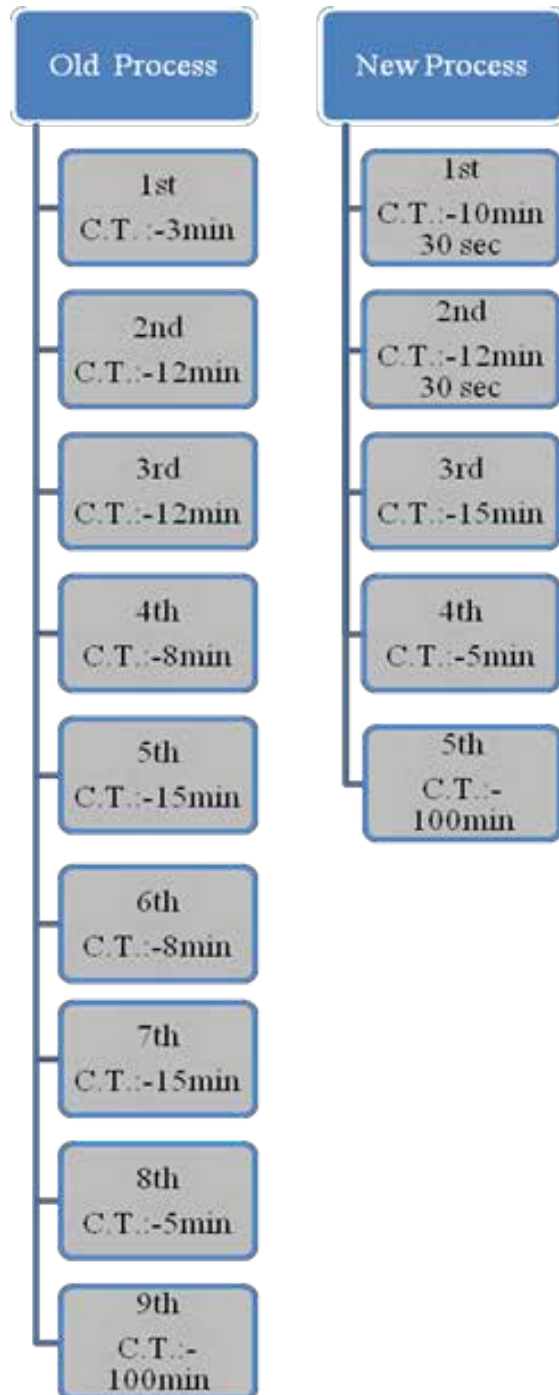 Old Process
1st
C.T. :-3min
2nd
C.T.:-12min
3rd
C.T.:-12min
4th
C.T.:-8min
5th
C.T.:-15min
6th
C.T.:-8min
7th
C.T.:-15min
8th
C.T.:-5min
9th
C.T.:-
100min
New Process
1st
C.T.:-10min
30 sec
2nd
C.T.:-12min
30 sec
3rd
C.T.:-15min
4th
C.T.:-5min
5th
C.T.:-
100min